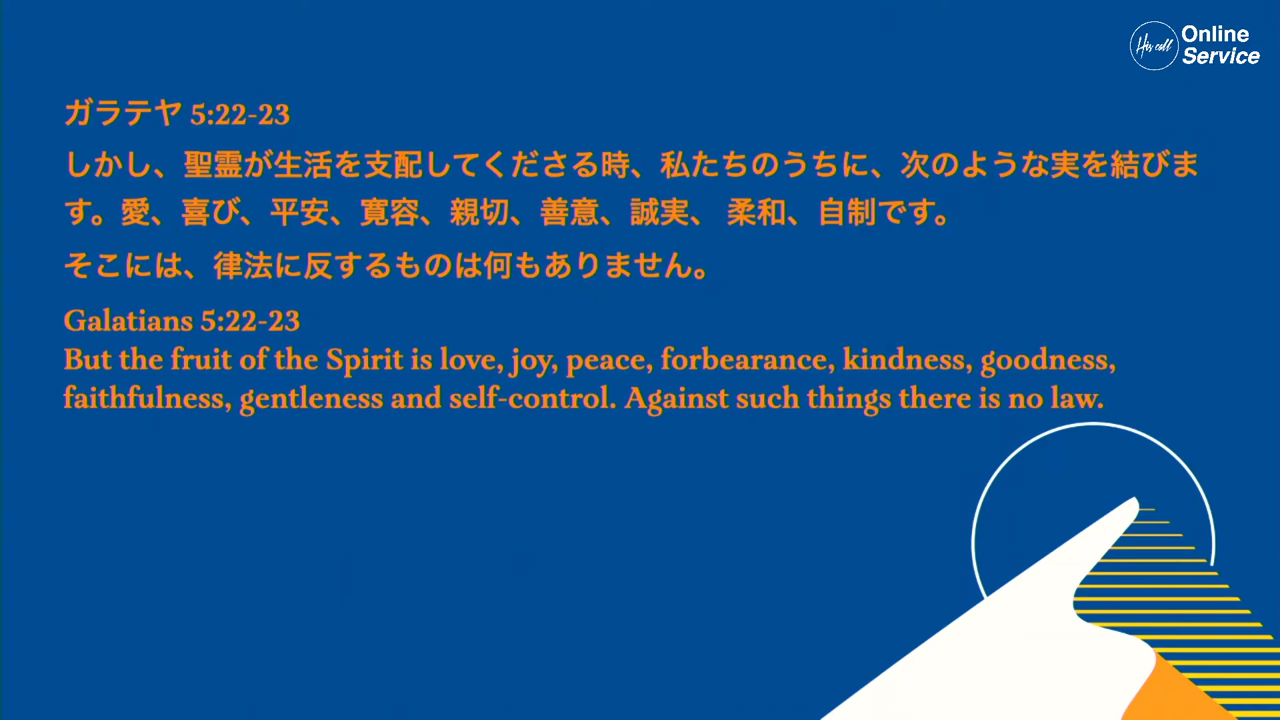 His call
Online
Service
ガラテヤ 5:22-23
しかし、聖霊が生活を支配してくださる時、私たちのうちに、次のような実を結びま
す。愛、喜び、平安、寛容、親切、善意、誠実、 柔和、自制です。
そこには、律法に反するものは何もありません。
Galatians 5:22-23
But the fruit of the Spirit is love, joy, peace, forbearance, kindness, goodness,
faithfulness, gentleness and self-control. Against such things there is no law.